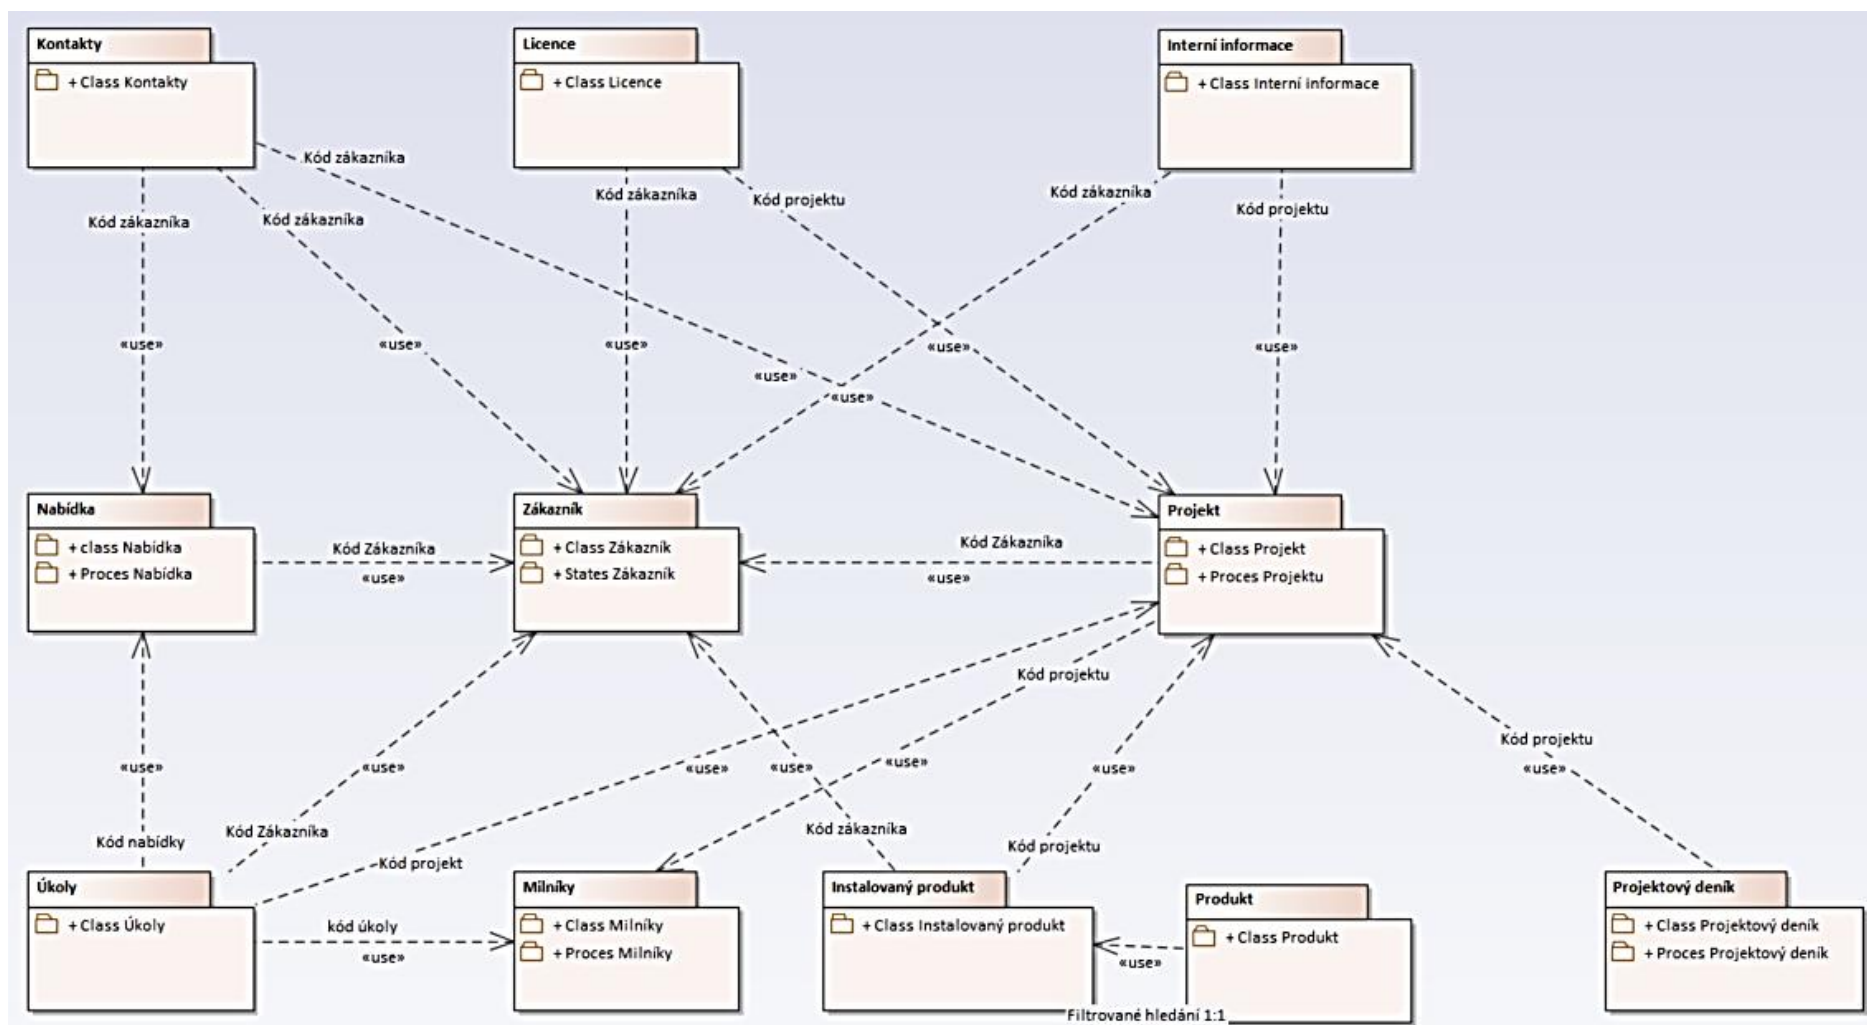 Kontakty
+ Class Kontakty
Licence
+ Class Licence
Interní informace
+ Class Interní informace
Kód zákazníka
Kód zákazníka
Kód zákazníka
Kód zákazníka
Kód projektu
Kód zákazníka
Kód projektu
«use»
«use»
«use»
«use»
«use»
«use»
«use»
Nabídka
+ class Nabídka
+ Proces Nabídka
Kód Zákazníka
«use»
Zákazník
+ Class Zákazník
+ States Zákazník
Kód Zákazníka
«use»
Projekt
+ Class Projekt
+ Proces Projektu
Kód projektu
Kód projektu
«use»
«use»
«use»
«use»
«use»
«use»
«use»
Kód nabídky
Kód Zákazníka
Kód projekt
Kód zákazníka
Kód projektu
Úkoly
+ Class Úkoly
kód úkoly
«use»
Milníky
+ Class Milníky
+ Proces Milníky
Instalovaný produkt
+ Class Instalovaný produkt
«use»
Produkt
+ Class Produkt
Filtrované hledání 1:1
Projektový deník
+ Class Projektový deník
+ Proces Projektový deník